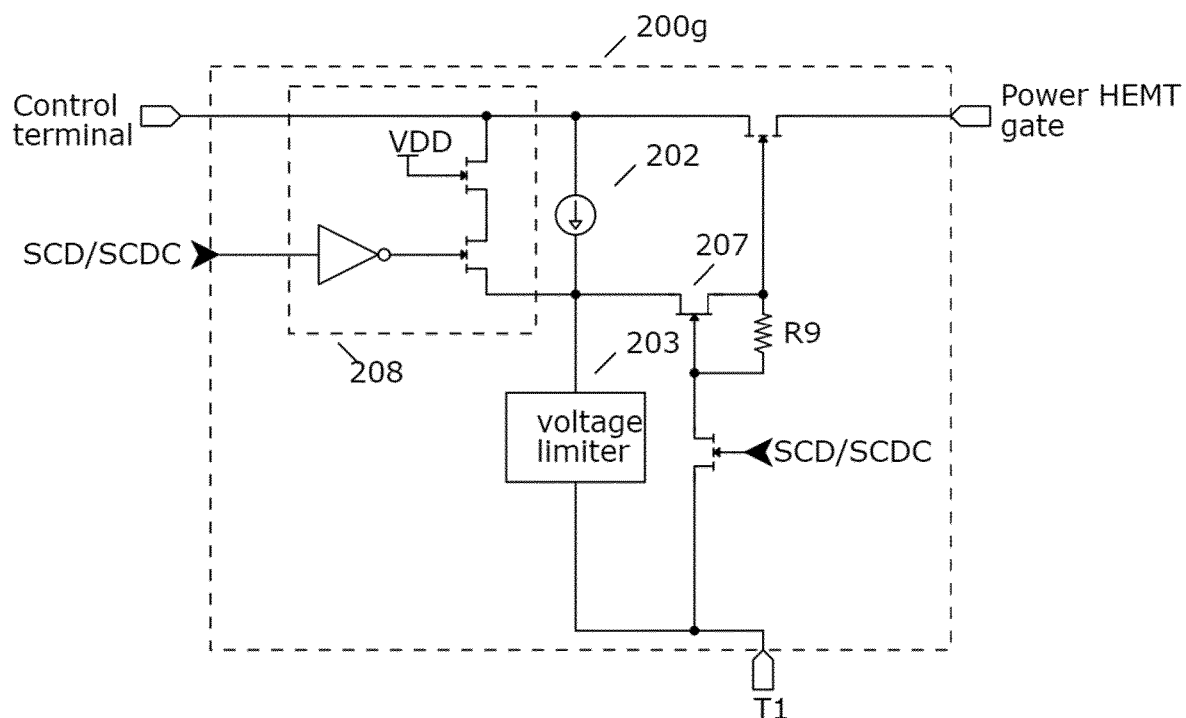 200g
Control
terminal
Power HEMT
gate
VDD
202
SCD/SCDC
207
203
R9
208
voltage
limiter
SCD/SCDC
T1